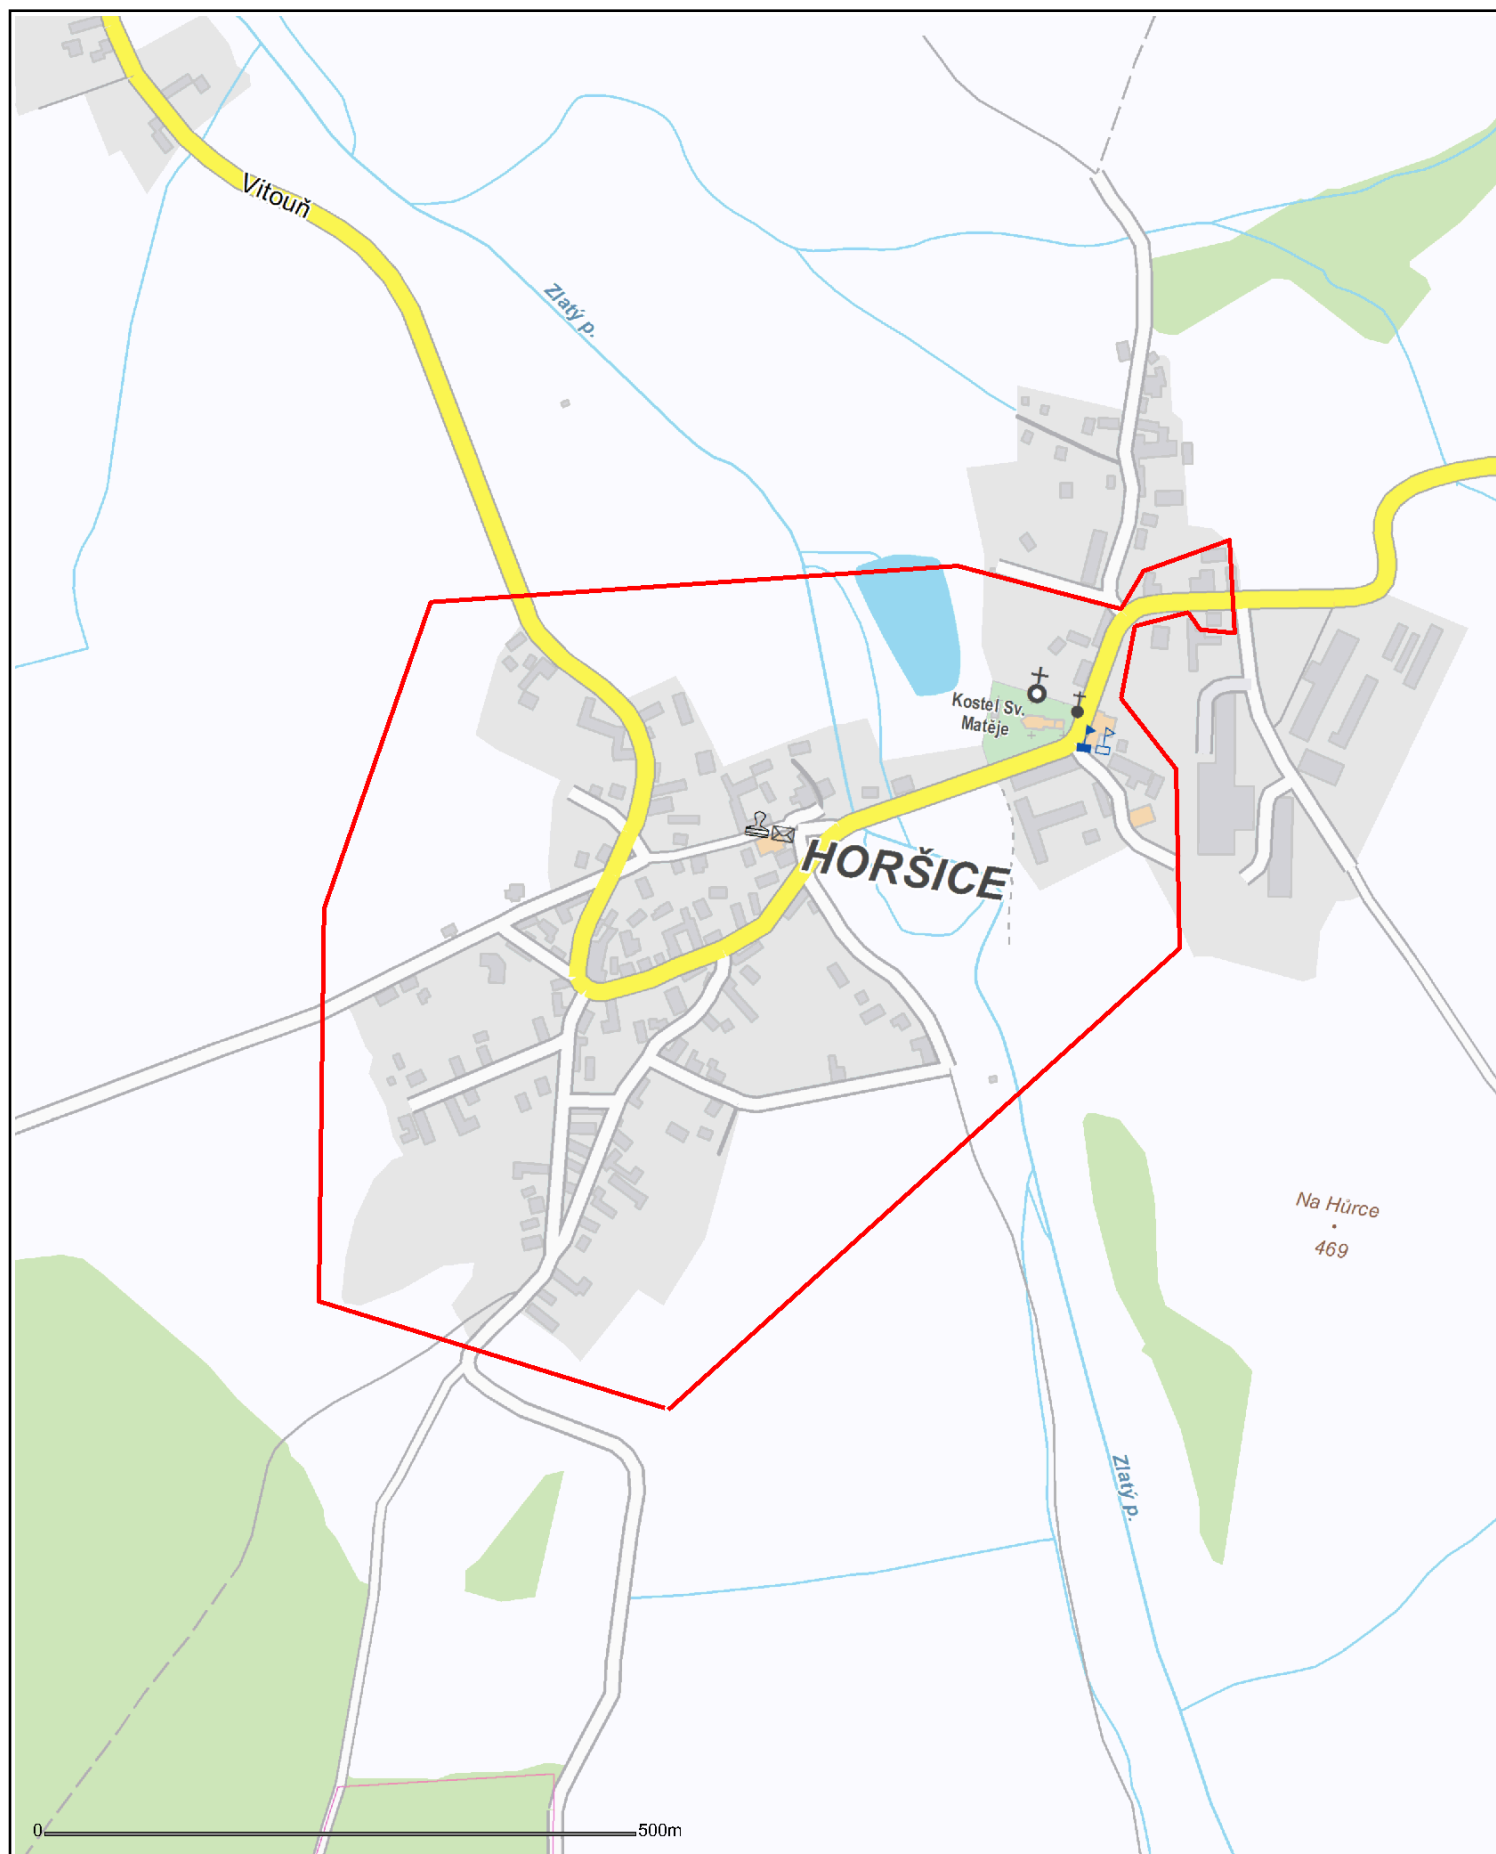 Vitouň
Zlatý p.
Kostel Sv.
Matěje
HORŠICE
Na Hůrce
469
Zlatý p.
0
500m